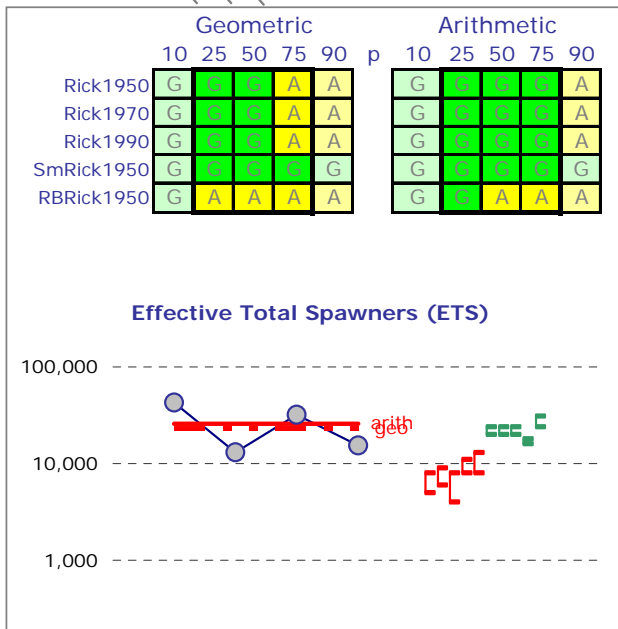 Geometric Arithmetic
10 25 50 75 90 p 10 25 50 75 90
Rick1950 G G G A A G G G G A
Rick1970 G G G A A G G G G A
Rick1990 G G G A A G G G G A
SmRick1950 G G G G G G G G G G
RBRick1950 G A A A A G G A A A
Effective Total Spawners (ETS)
100,000
arith
geo
10,000
1,000